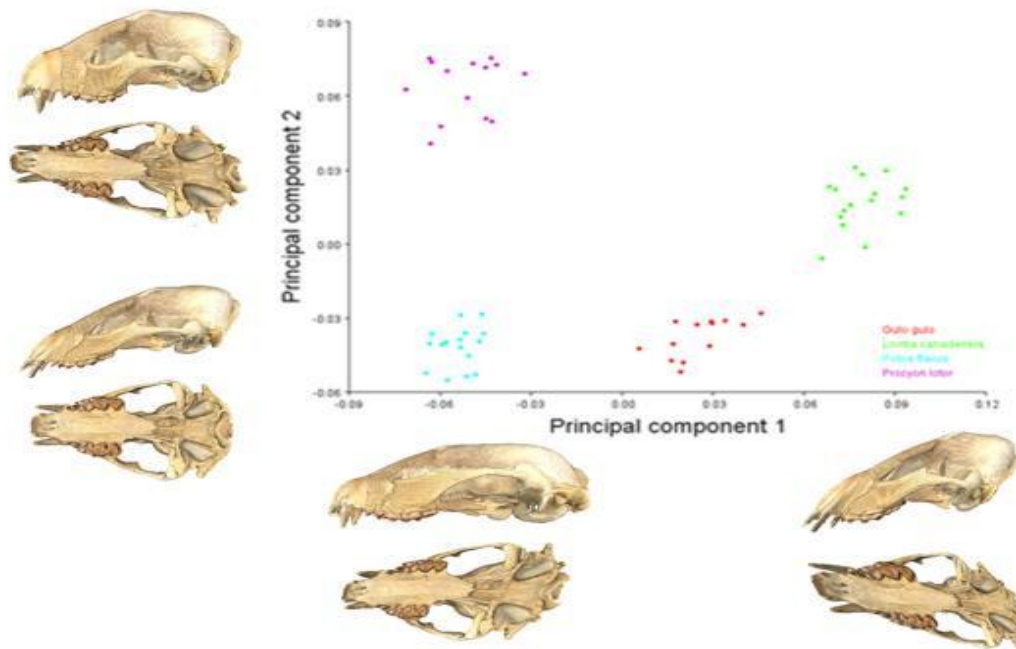 0.09
0.06
0.03
0.00
-0.03
-0.06
Principal component 2
Gulo gulo
Lontra canadensis
Potos flavus
Procyon lotor
-0.09 -0.06 -0.03 0.00 0.03 0.06 0.09 0.12
Principal component 1